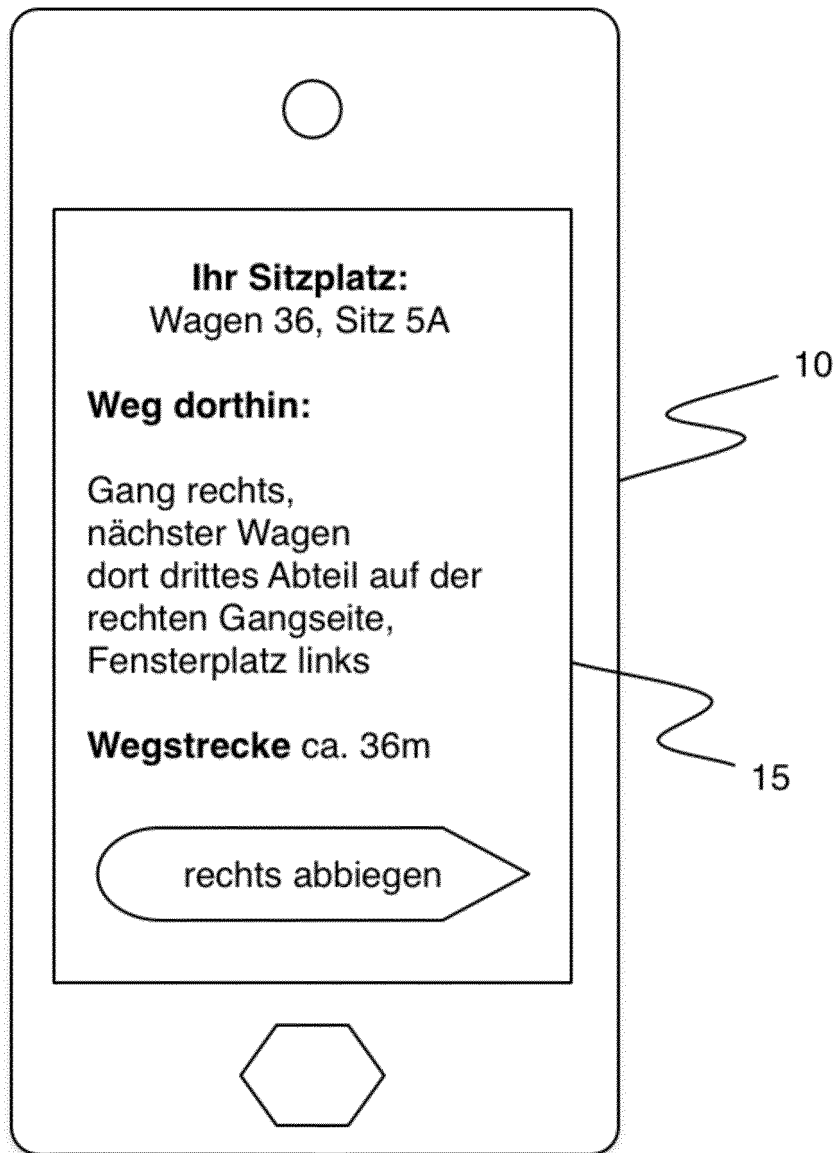 Ihr Sitzplatz:
Wagen 36, Sitz 5A
Weg dorthin:
Gang rechts,
nächster Wagen
dort drittes Abteil auf der
rechten Gangseite,
Fensterplatz links
Wegstrecke ca. 36m
rechts abbiegen
10
15